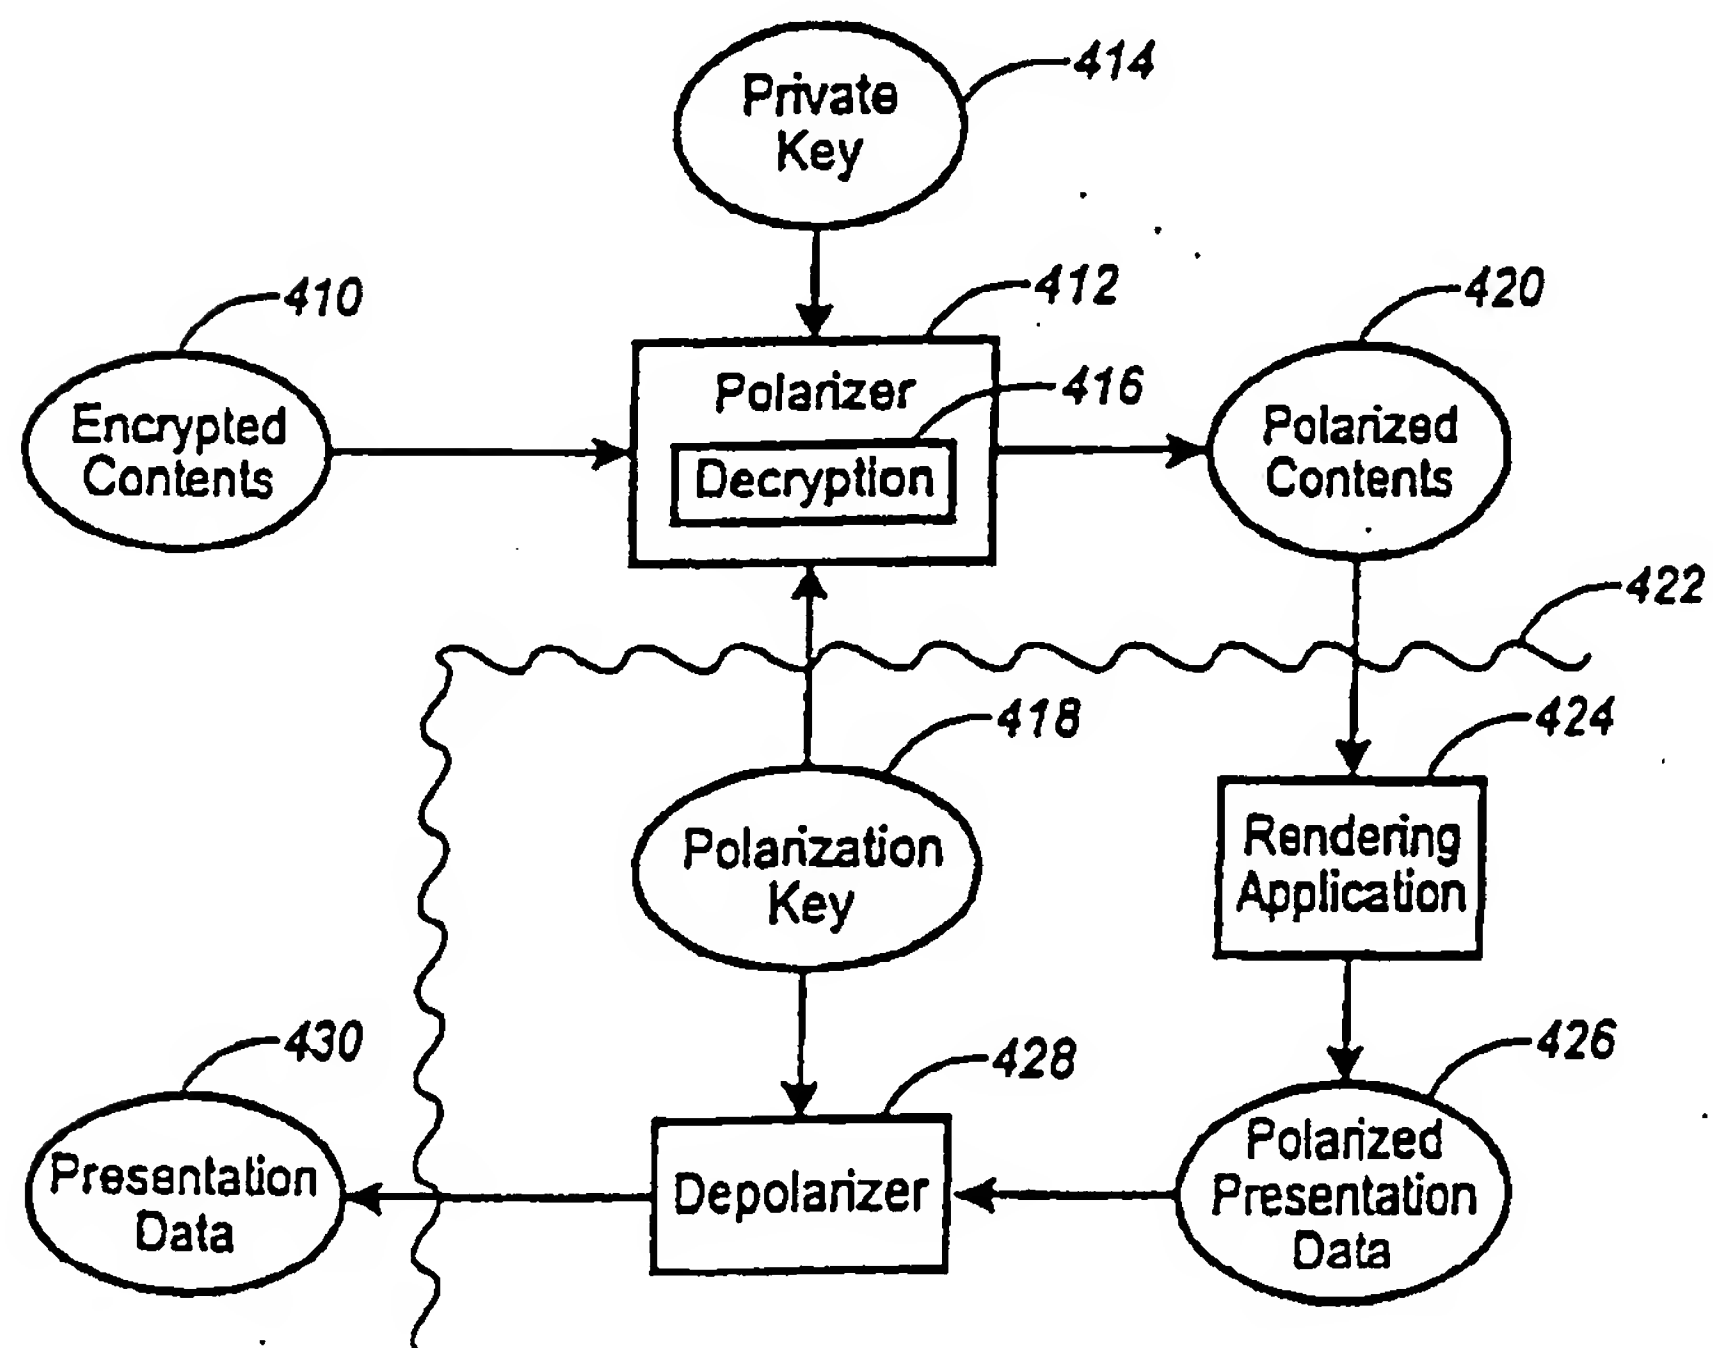 414
Private
Key
410
412
420
Encrypted
Contents
Polarizer
416
Decryption
Polarized
Contents
422
418
424
Polarization
Key
Rendering
Application
430
428
426
Presentation
Data
Depolarizer
Polarized
Presentation
Data